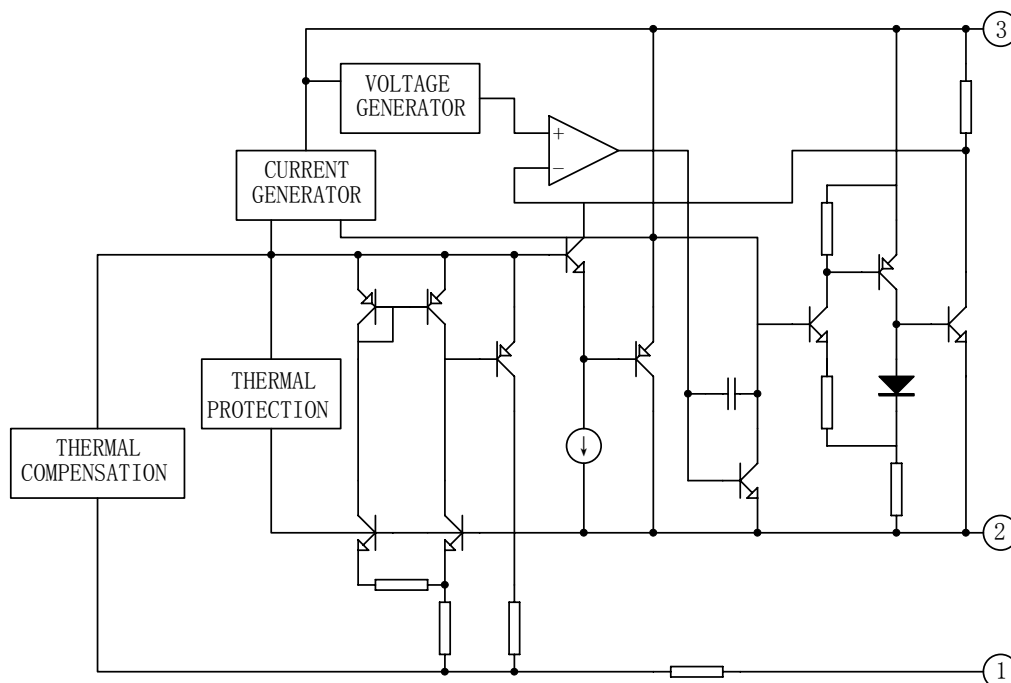 3
VOLTAGE
GENERATOR
+
−
CURRENT
GENERATOR
THERMAL
PROTECTION
THERMAL
COMPENSATION
2
1